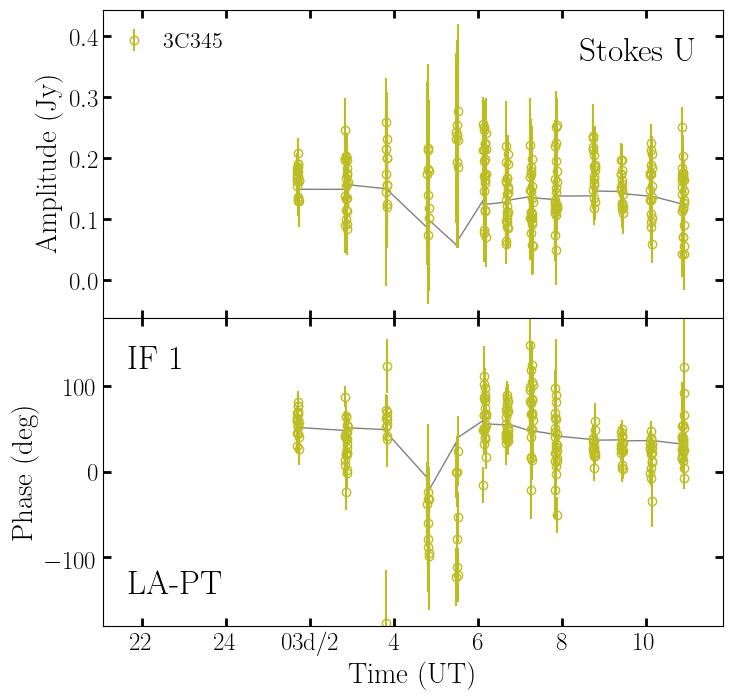 3C345
Stokes U
Amplitude (Jy)
0.4
0.3
0.2
0.1
0.0
IF 1
LA-PT
Phase (deg)
100
0
−100
22 24 03d/2 4 6 8 10
Time (UT)